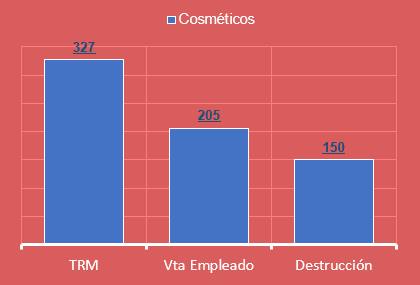 Cosméticos
327
205
150
TRM
Vta Empleado
Destrucción